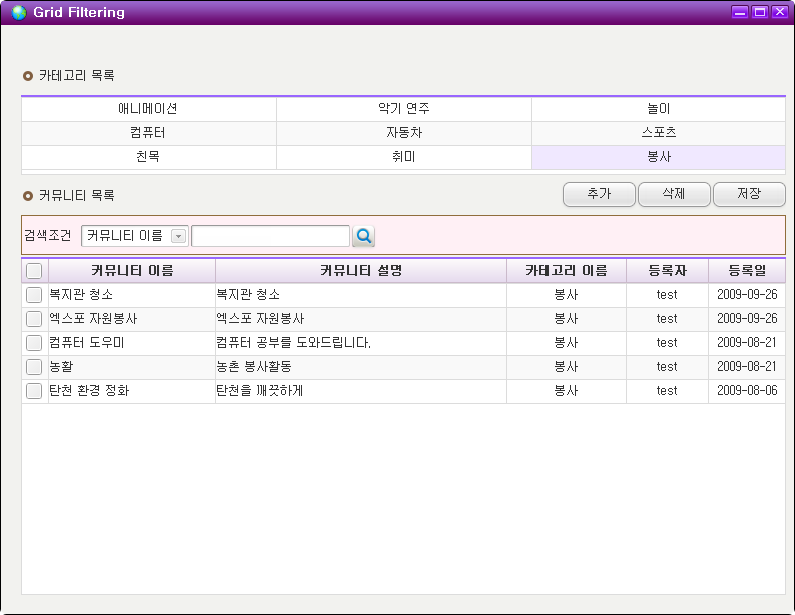 Grid Filtering
카테고리 목록
애니메이션 악기 연주 놀이
컴퓨터 자동차 스포츠
친목 취미 봉사
커뮤니티 목록 추가 삭제 저장
검색조건 커뮤니티 이름
커뮤니티 이름 커뮤니티 설명 카테고리 이름 등록자 등록일
복지관 청소 복지관 청소 봉사 test 2009-09-26
엑스포 자원봉사 엑스포 자원봉사 봉사 test 2009-09-26
컴퓨터 도우미 컴퓨터 공부를 도와드립니다. 봉사 test 2009-08-21
농활 농촌 봉사활동 봉사 test 2009-08-21
탄천 환경 정화 탄천을 깨끗하게 봉사 test 2009-08-06